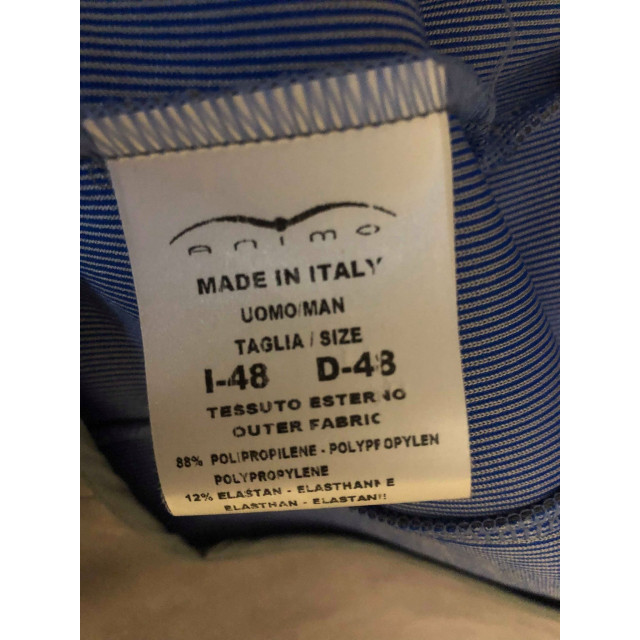 animo
MADE IN ITALY
UOMO/MAN
TAGLIA / SIZE
I-48 D-48
TESSUTO ESTERNO
OUTER FABRIC
88% POLIPROPILENE - POLYPROPYLEN
POLYPROPYLENE
12% ELASTAN - ELASTHANNE
ELASTHAN - ELASTAN